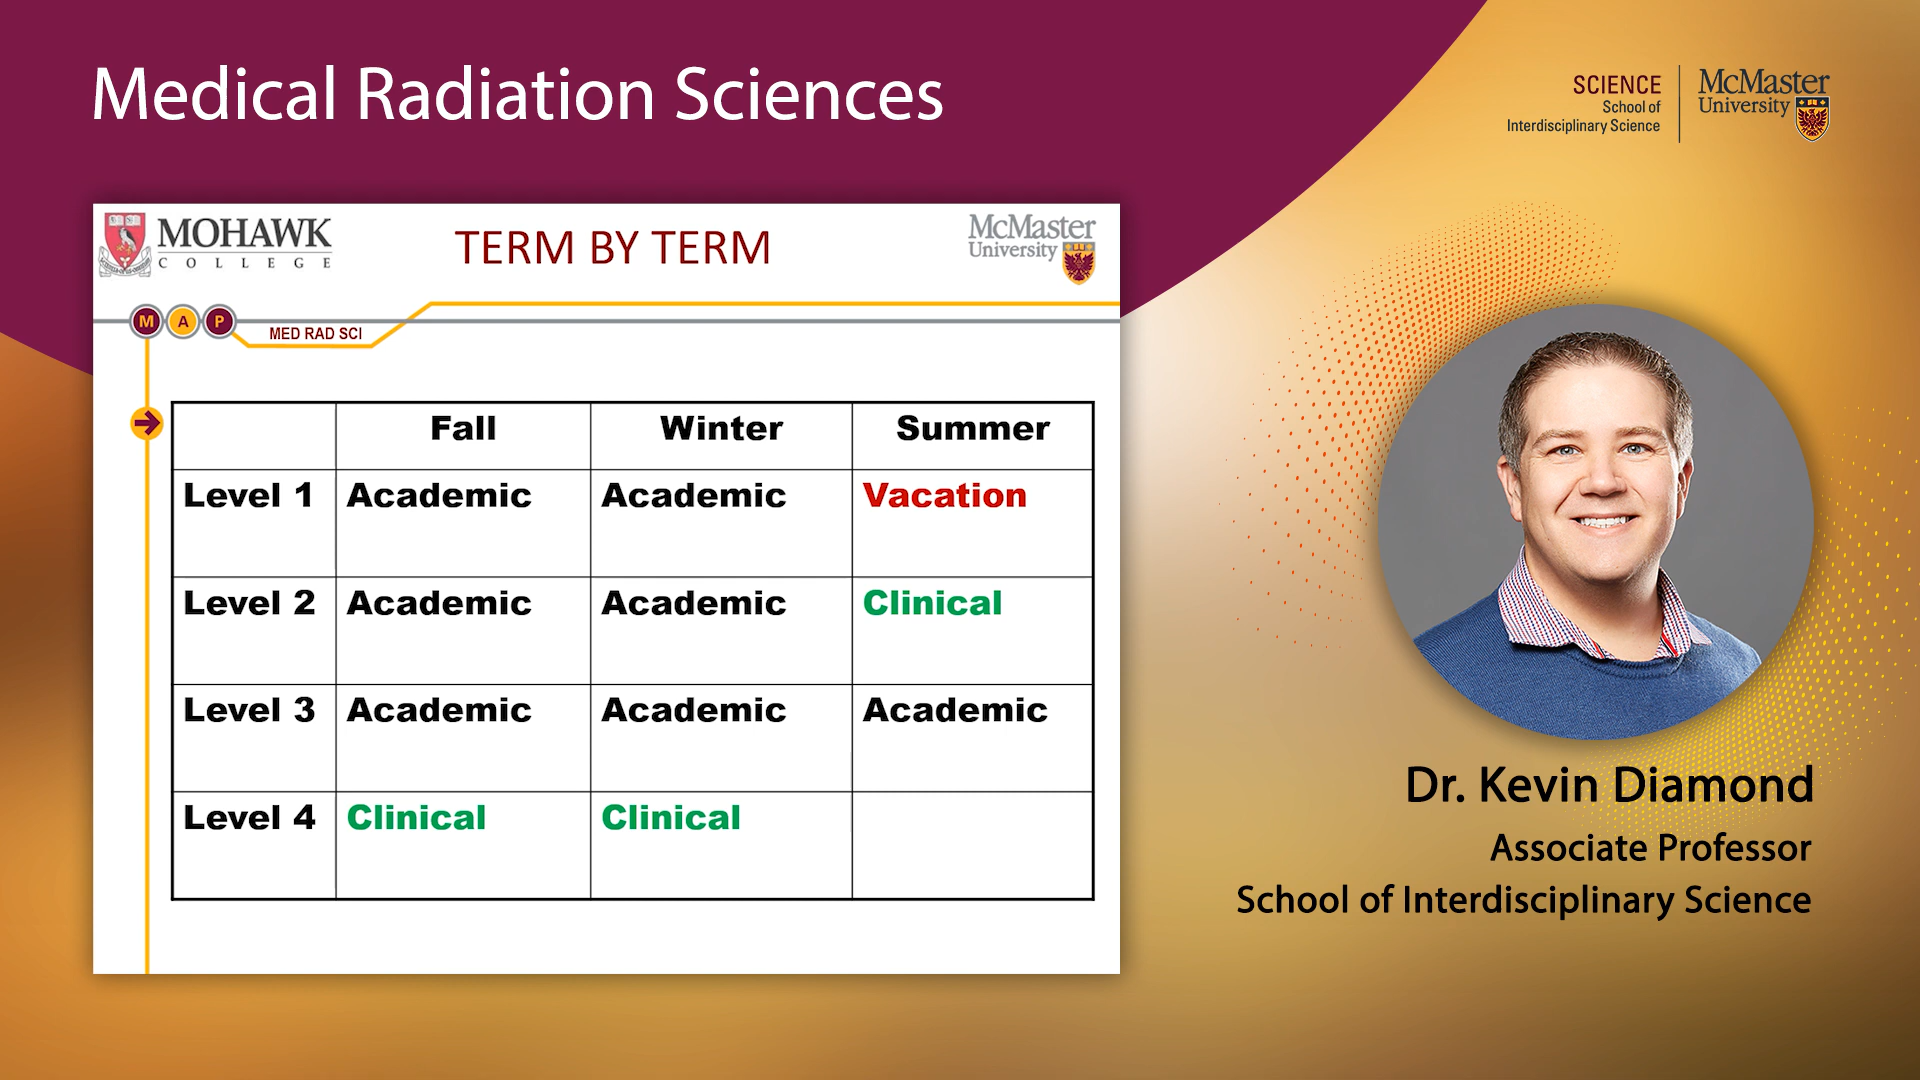 Medical Radiation Sciences
SCIENCE
School of
Interdisciplinary Science
McMaster
University
MOHAWK
COLLEGE
TERM BY TERM
McMaster
University
M A P
MED RAD SCI
Fall Winter Summer
Level 1 Academic Academic Vacation
Level 2 Academic Academic Clinical
Level 3 Academic Academic Academic
Level 4 Clinical Clinical
Dr. Kevin Diamond
Associate Professor
School of Interdisciplinary Science